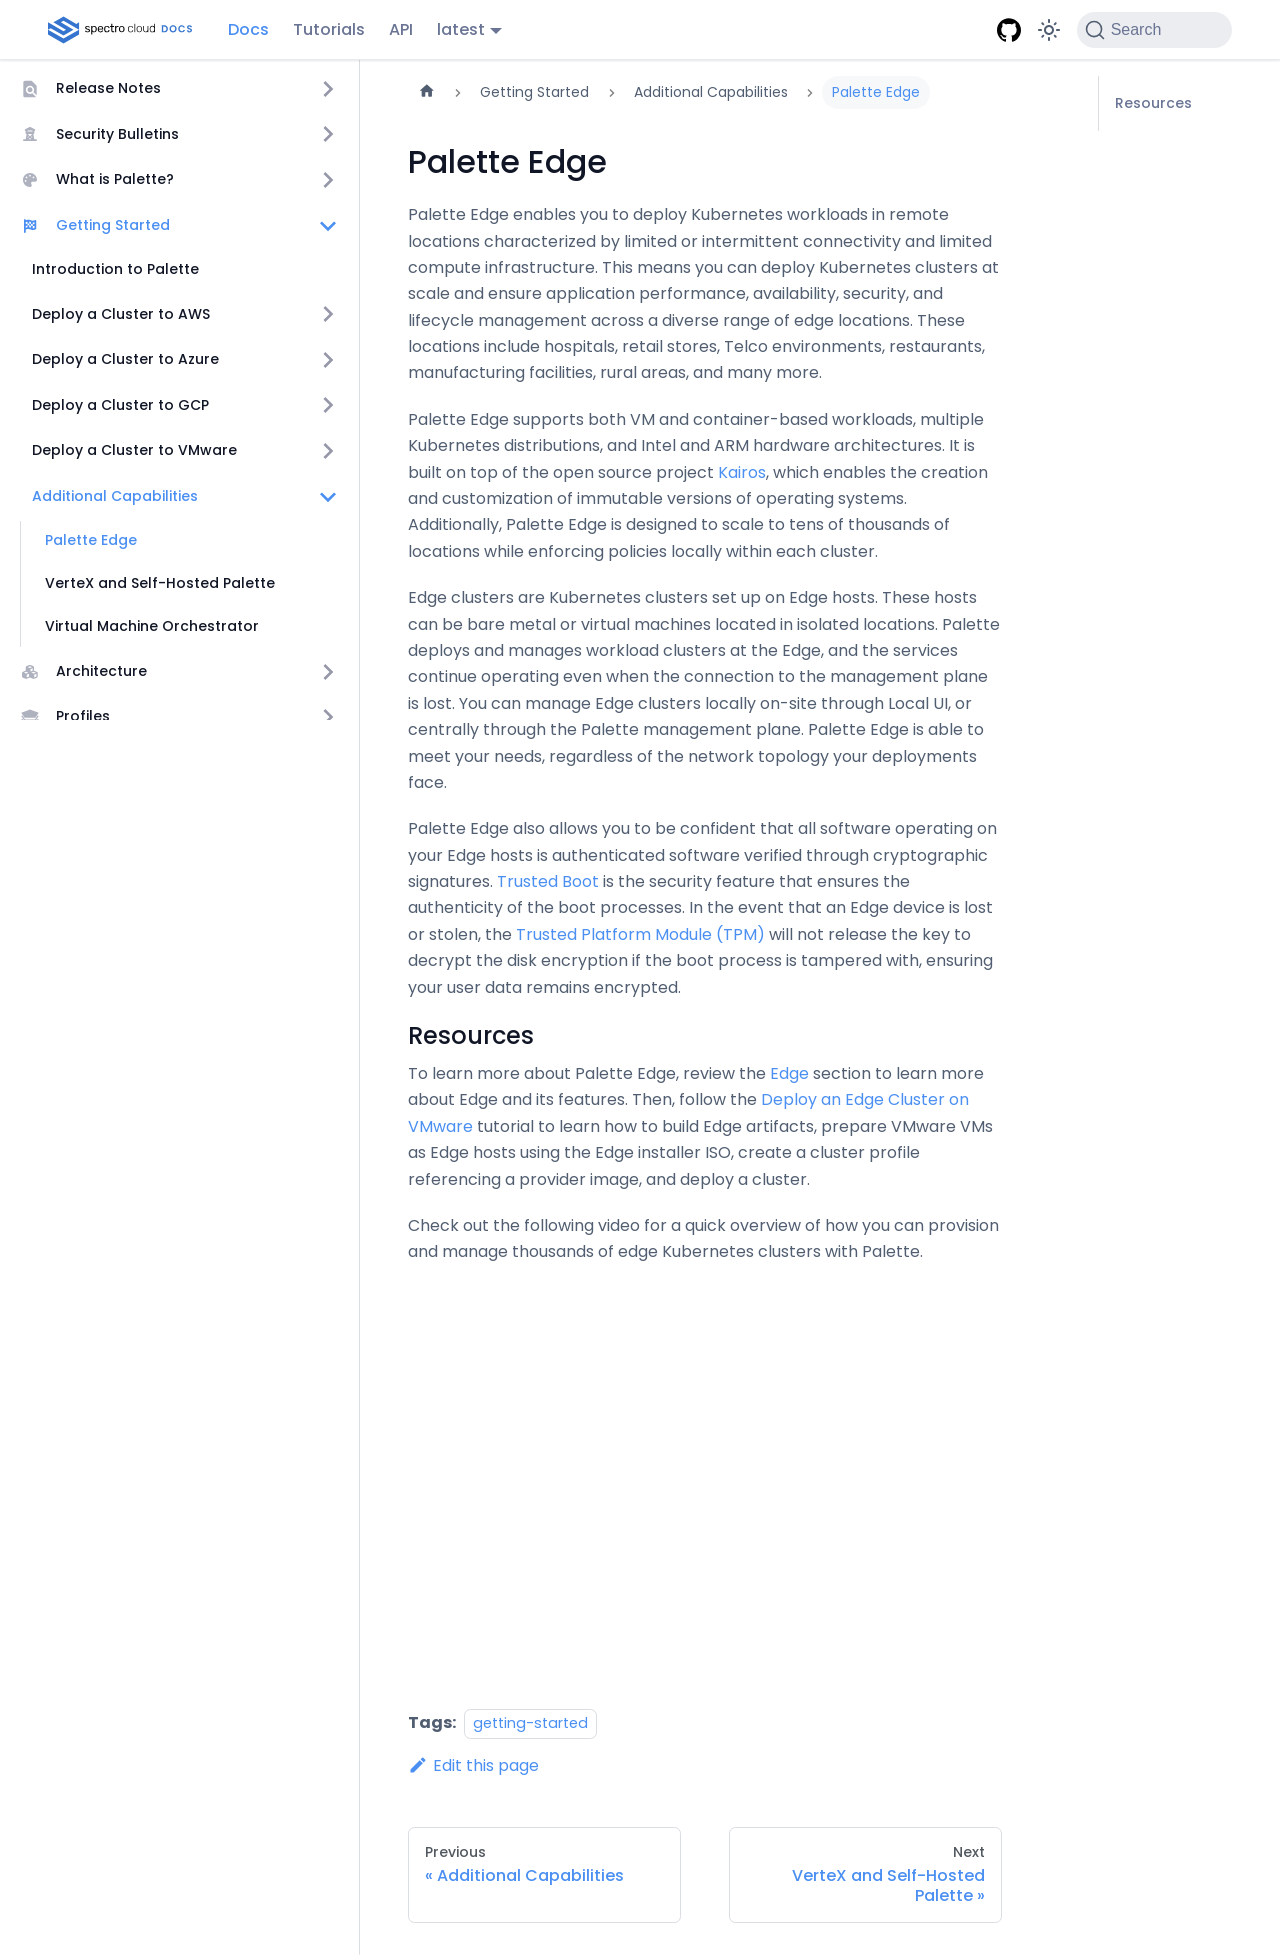 spectro cloud DOCS
Docs
Tutorials
API
latest
Search
Release Notes
Security Bulletins
What is Palette?
Getting Started
Introduction to Palette
Deploy a Cluster to AWS
Deploy a Cluster to Azure
Deploy a Cluster to GCP
Deploy a Cluster to VMware
Additional Capabilities
Palette Edge
VerteX and Self-Hosted Palette
Virtual Machine Orchestrator
Architecture
Profiles
Getting Started
Additional Capabilities
Palette Edge
Palette Edge
Palette Edge enables you to deploy Kubernetes workloads in remote
locations characterized by limited or intermittent connectivity and limited
compute infrastructure. This means you can deploy Kubernetes clusters at
scale and ensure application performance, availability, security, and
lifecycle management across a diverse range of edge locations. These
locations include hospitals, retail stores, Telco environments, restaurants,
manufacturing facilities, rural areas, and many more.
Palette Edge supports both VM and container-based workloads, multiple
Kubernetes distributions, and Intel and ARM hardware architectures. It is
built on top of the open source project Kairos, which enables the creation
and customization of immutable versions of operating systems.
Additionally, Palette Edge is designed to scale to tens of thousands of
locations while enforcing policies locally within each cluster.
Edge clusters are Kubernetes clusters set up on Edge hosts. These hosts
can be bare metal or virtual machines located in isolated locations. Palette
deploys and manages workload clusters at the Edge, and the services
continue operating even when the connection to the management plane
is lost. You can manage Edge clusters locally on-site through Local UI, or
centrally through the Palette management plane. Palette Edge is able to
meet your needs, regardless of the network topology your deployments
face.
Palette Edge also allows you to be confident that all software operating on
your Edge hosts is authenticated software verified through cryptographic
signatures. Trusted Boot is the security feature that ensures the
authenticity of the boot processes. In the event that an Edge device is lost
or stolen, the Trusted Platform Module (TPM) will not release the key to
decrypt the disk encryption if the boot process is tampered with, ensuring
your user data remains encrypted.
Resources
To learn more about Palette Edge, review the Edge section to learn more
about Edge and its features. Then, follow the Deploy an Edge Cluster on
VMware tutorial to learn how to build Edge artifacts, prepare VMware VMs
as Edge hosts using the Edge installer ISO, create a cluster profile
referencing a provider image, and deploy a cluster.
Check out the following video for a quick overview of how you can provision
and manage thousands of edge Kubernetes clusters with Palette.
Tags: getting-started
Edit this page
Previous
« Additional Capabilities
Next
VerteX and Self-Hosted
Palette »
Resources